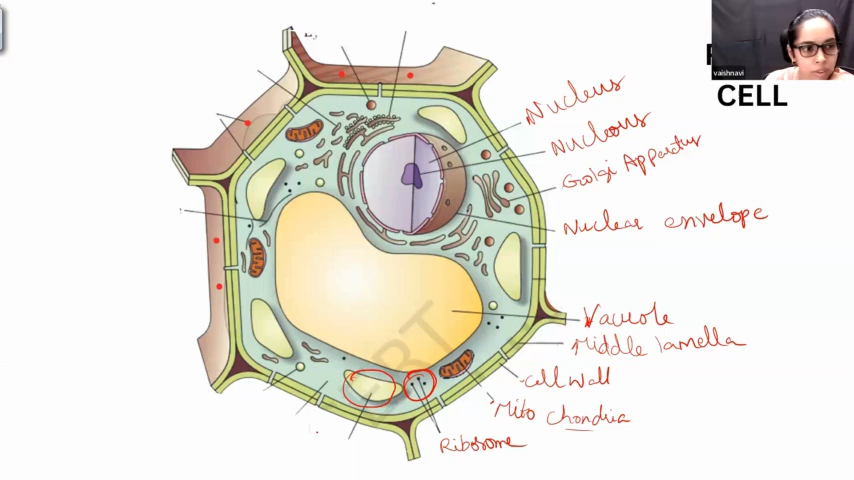 vaishnavi
CELL
Nucleus
Nucleous
Golgi Apparatus
Nuclear envelope
Vacuole
Middle lamella
cell wall
Mito chondria
Ribosome